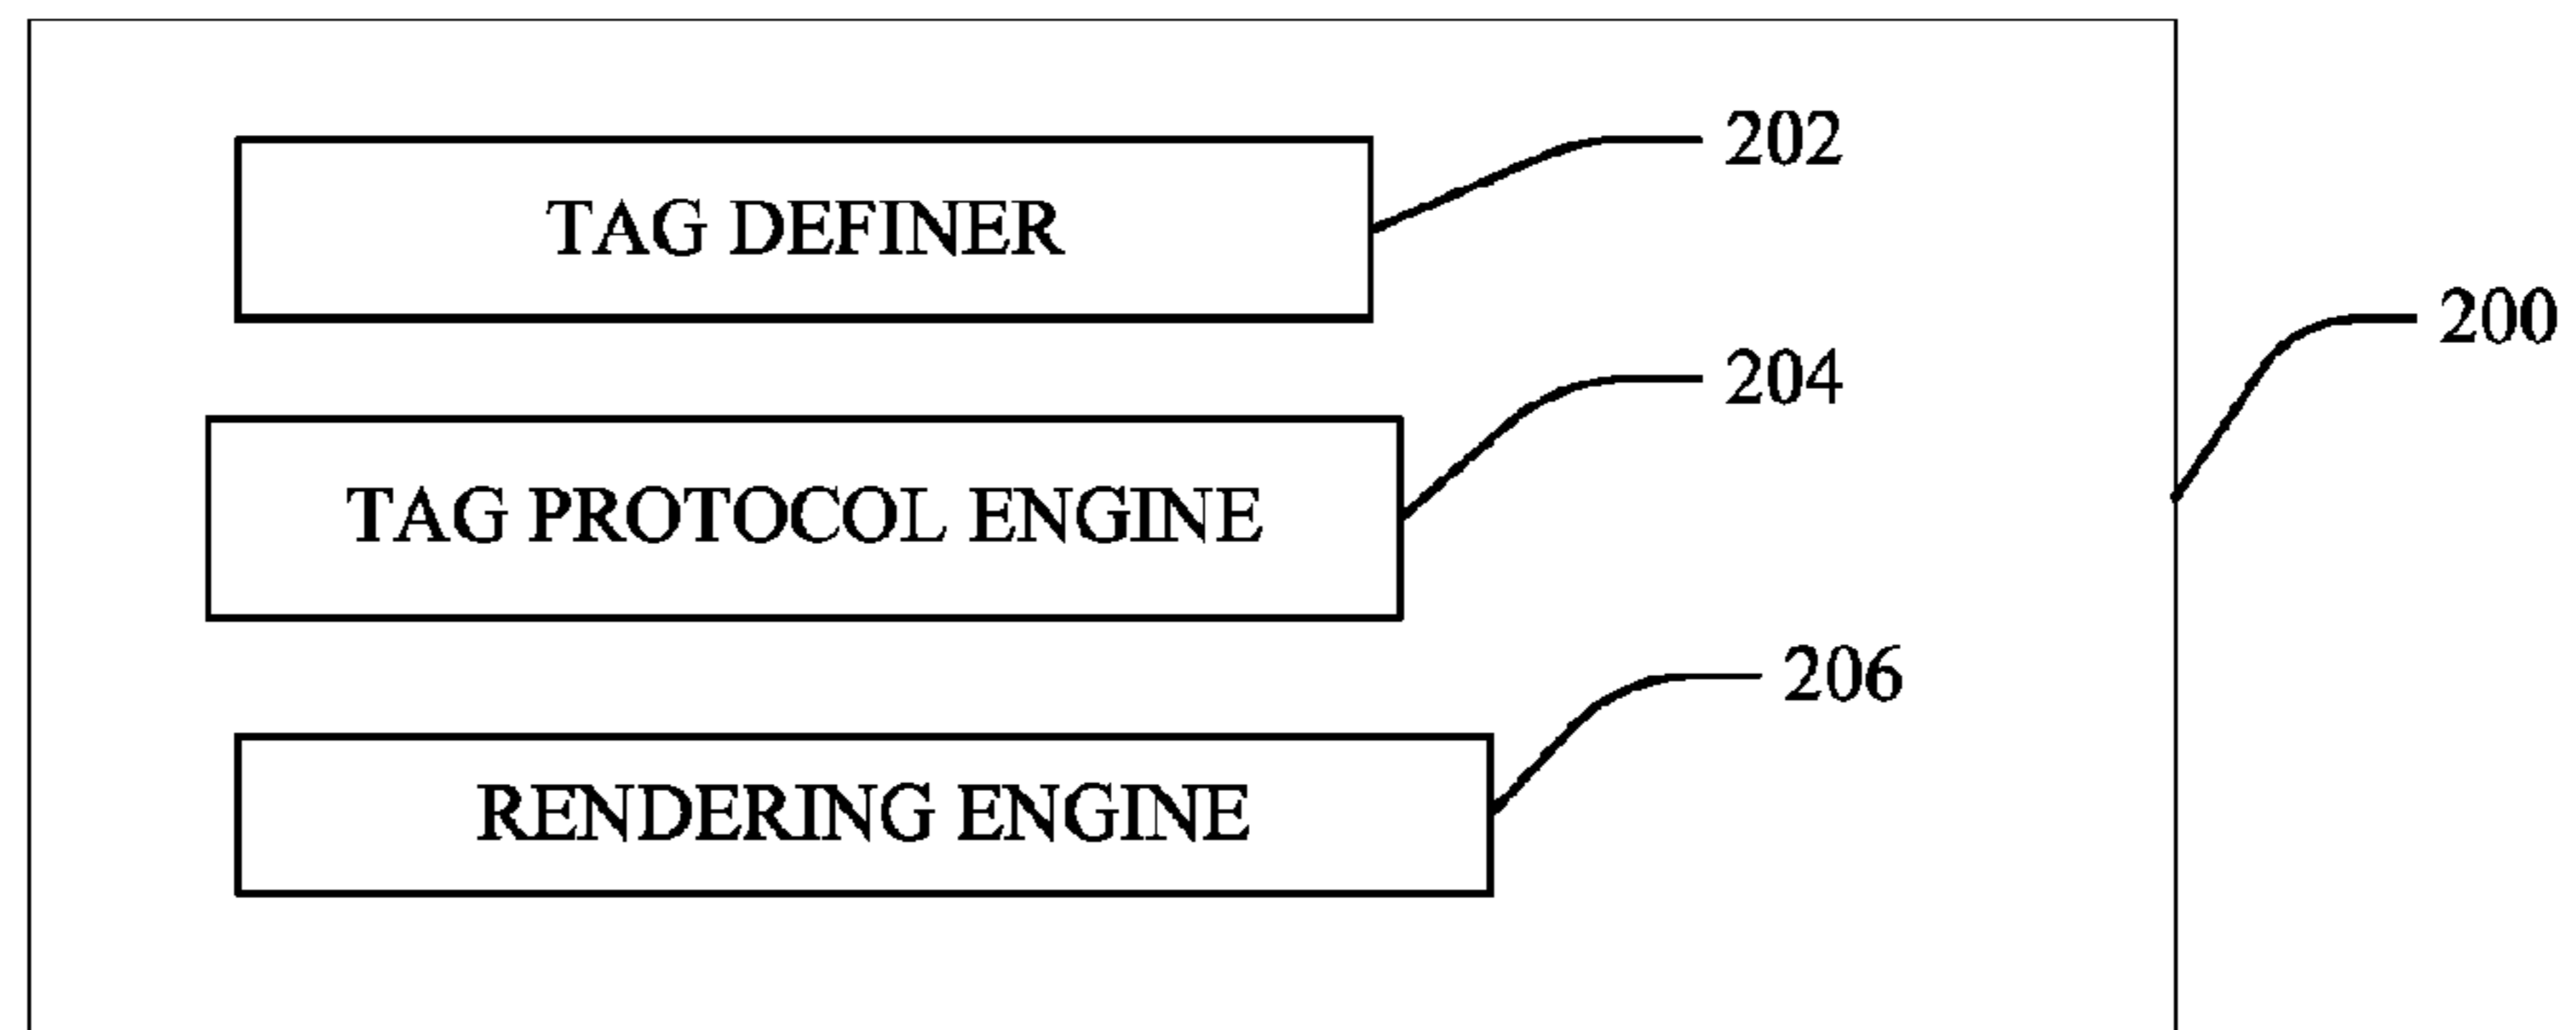 202
TAG DEFINER
200
204
TAG PROTOCOL ENGINE
206
RENDERING ENGINE